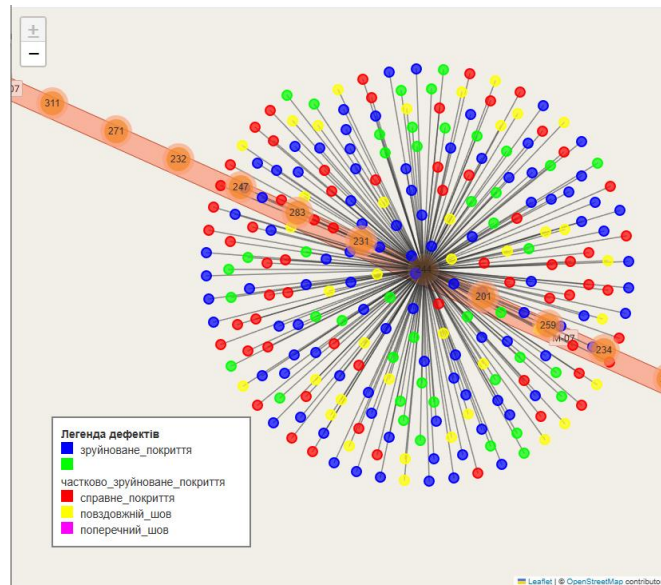 +
−
07
311
271
232
247
283
231
201
259
M-07
234
Легенда дефектів
зруйноване_покриття
частково_зруйноване_покриття
справне_покриття
повздовжній_шов
поперечний_шов
Leaflet | © OpenStreetMap contributo